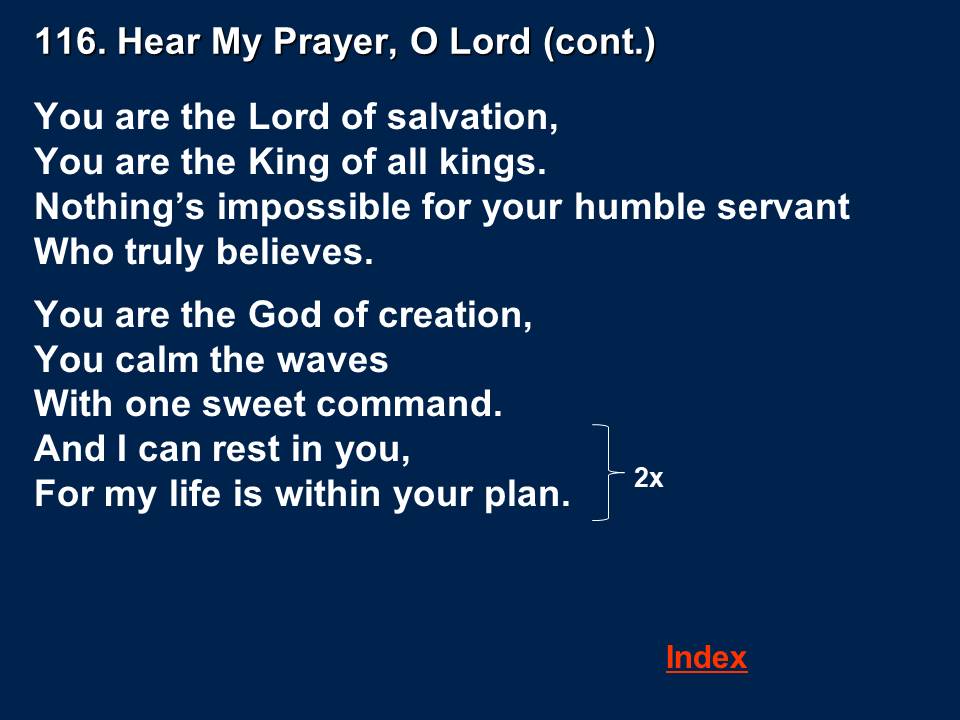 116. Hear My Prayer, O Lord (cont.)
You are the Lord of salvation,
You are the King of all kings.
Nothing’s impossible for your humble servant
Who truly believes.
You are the God of creation,
You calm the waves
With one sweet command.
And I can rest in you,
For my life is within your plan.
2x
Index